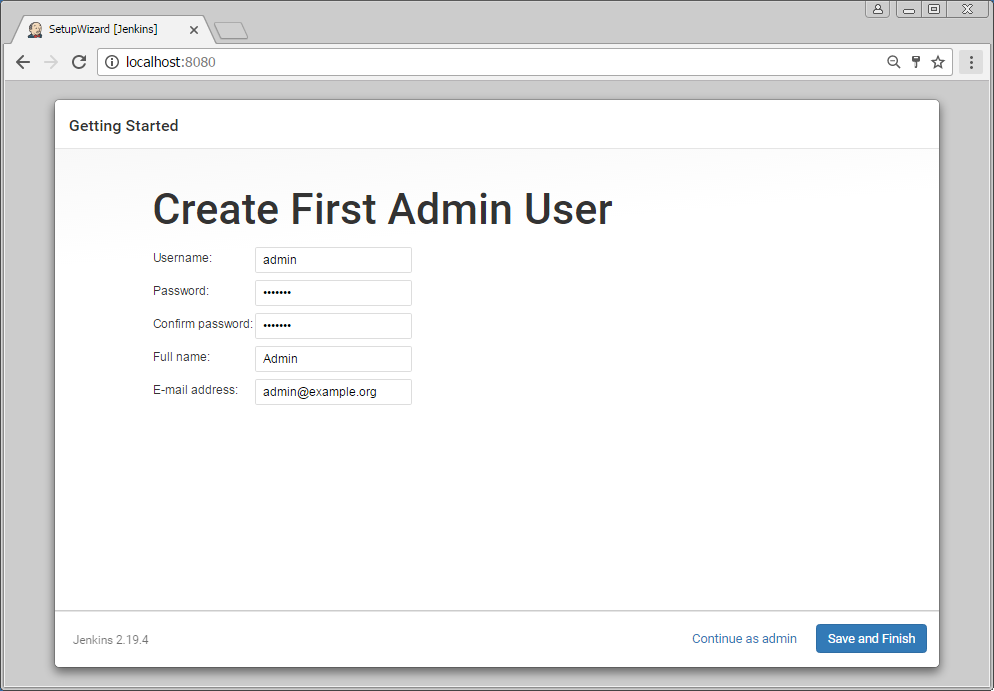 SetupWizard [Jenkins]
localhost:8080
Getting Started
Create First Admin User
Username: admin
Password: •••••••
Confirm password: •••••••
Full name: Admin
E-mail address: admin@example.org
Jenkins 2.19.4 Continue as admin Save and Finish